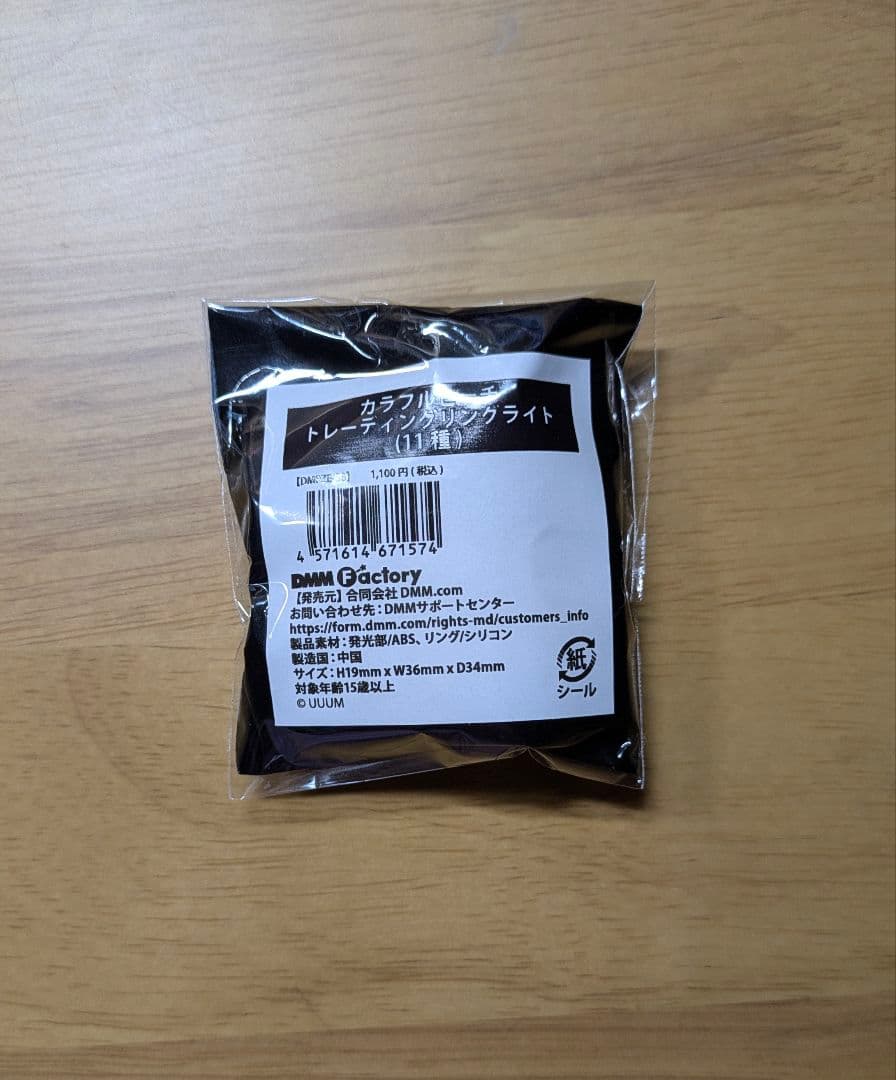 カラフル
トレーディングリングライト
(11種)
1,100円(税込)
4 571614 671574
DMM Factory
【発売元】合同会社DMM.com
お問い合わせ先:DMMサポートセンター
https://form.dmm.com/rights-md/customers_info
製品素材:発光部/ABS、リング/シリコン
製造国:中国
サイズ:H19mm x W36mm x D34mm
対象年齢15歳以上
© UUUM
紙
シール